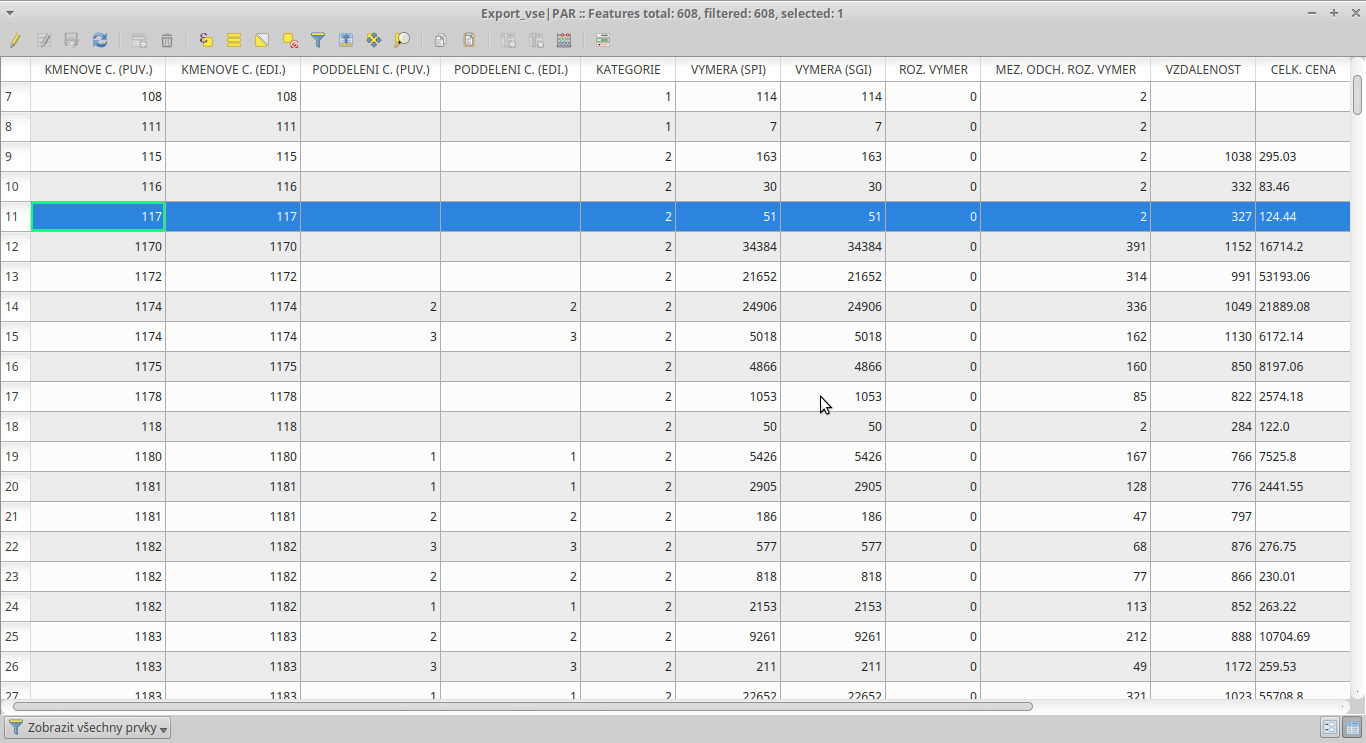 Export_vse|PAR :: Features total: 608, filtered: 608, selected: 1
KMENOVE C. (PUV.) KMENOVE C. (EDI.) PODDELENI C. (PUV.) PODDELENI C. (EDI.) KATEGORIE VYMERA (SPI) VYMERA (SGI) ROZ. VYMER MEZ. ODCH. ROZ. VYMER VZDALENOST CELK. CENA
7 108 108 1 114 114 0 2
8 111 111 1 7 7 0 2
9 115 115 2 163 163 0 2 1038 295.03
10 116 116 2 30 30 0 2 332 83.46
11 117 117 2 51 51 0 2 327 124.44
12 1170 1170 2 34384 34384 0 391 1152 16714.2
13 1172 1172 2 21652 21652 0 314 991 53193.06
14 1174 1174 2 2 2 24906 24906 0 336 1049 21889.08
15 1174 1174 3 3 2 5018 5018 0 162 1130 6172.14
16 1175 1175 2 4866 4866 0 160 850 8197.06
17 1178 1178 2 1053 1053 0 85 822 2574.18
18 118 118 2 50 50 0 2 284 122.0
19 1180 1180 1 1 2 5426 5426 0 167 766 7525.8
20 1181 1181 1 1 2 2905 2905 0 128 776 2441.55
21 1181 1181 2 2 2 186 186 0 47 797
22 1182 1182 3 3 2 577 577 0 68 876 276.75
23 1182 1182 2 2 2 818 818 0 77 866 230.01
24 1182 1182 1 1 2 2153 2153 0 113 852 263.22
25 1183 1183 2 2 2 9261 9261 0 212 888 10704.69
26 1183 1183 3 3 2 211 211 0 49 1172 259.53
27 1183 1183 1 1 2 22652 22652 0 321 1023 55708.8
Zobrazit všechny prvky